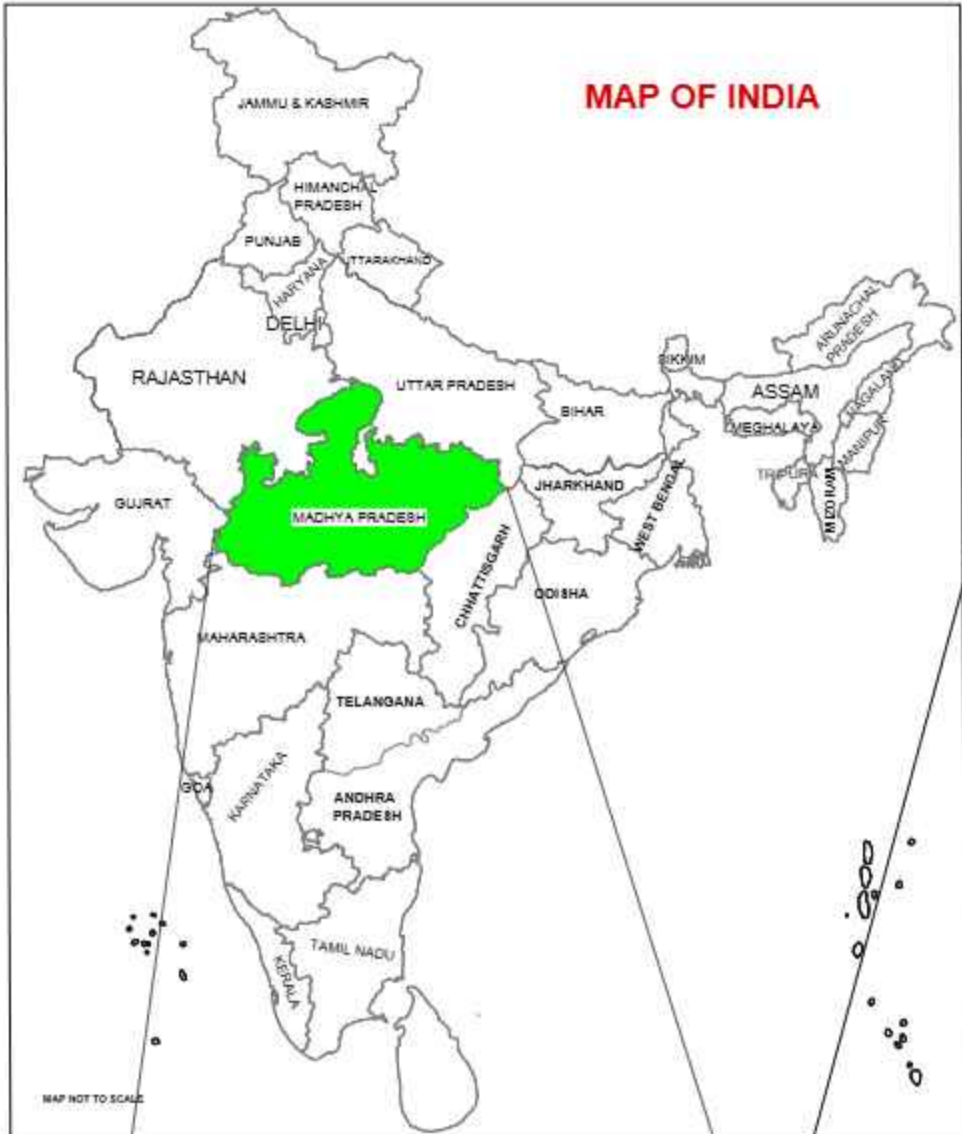 MAP OF INDIA
JAMMU & KASHMIR
HIMANCHAL
PRADESH
PUNJAB
UTTARAKHAND
HARYANA
DELHI
RAJASTHAN
UTTAR PRADESH
ARUNACHAL
PRADESH
SIKKIM
ASSAM
NAGALAND
BIHAR
MEGHALAYA
MANIPUR
TRIPURA
MIZORAM
JHARKHAND
WEST BENGAL
GUJRAT
MADHYA PRADESH
CHHATTISGARH
ODISHA
MAHARASHTRA
TELANGANA
GOA
KARNATAKA
ANDHRA
PRADESH
TAMIL NADU
KERALA
MAP NOT TO SCALE